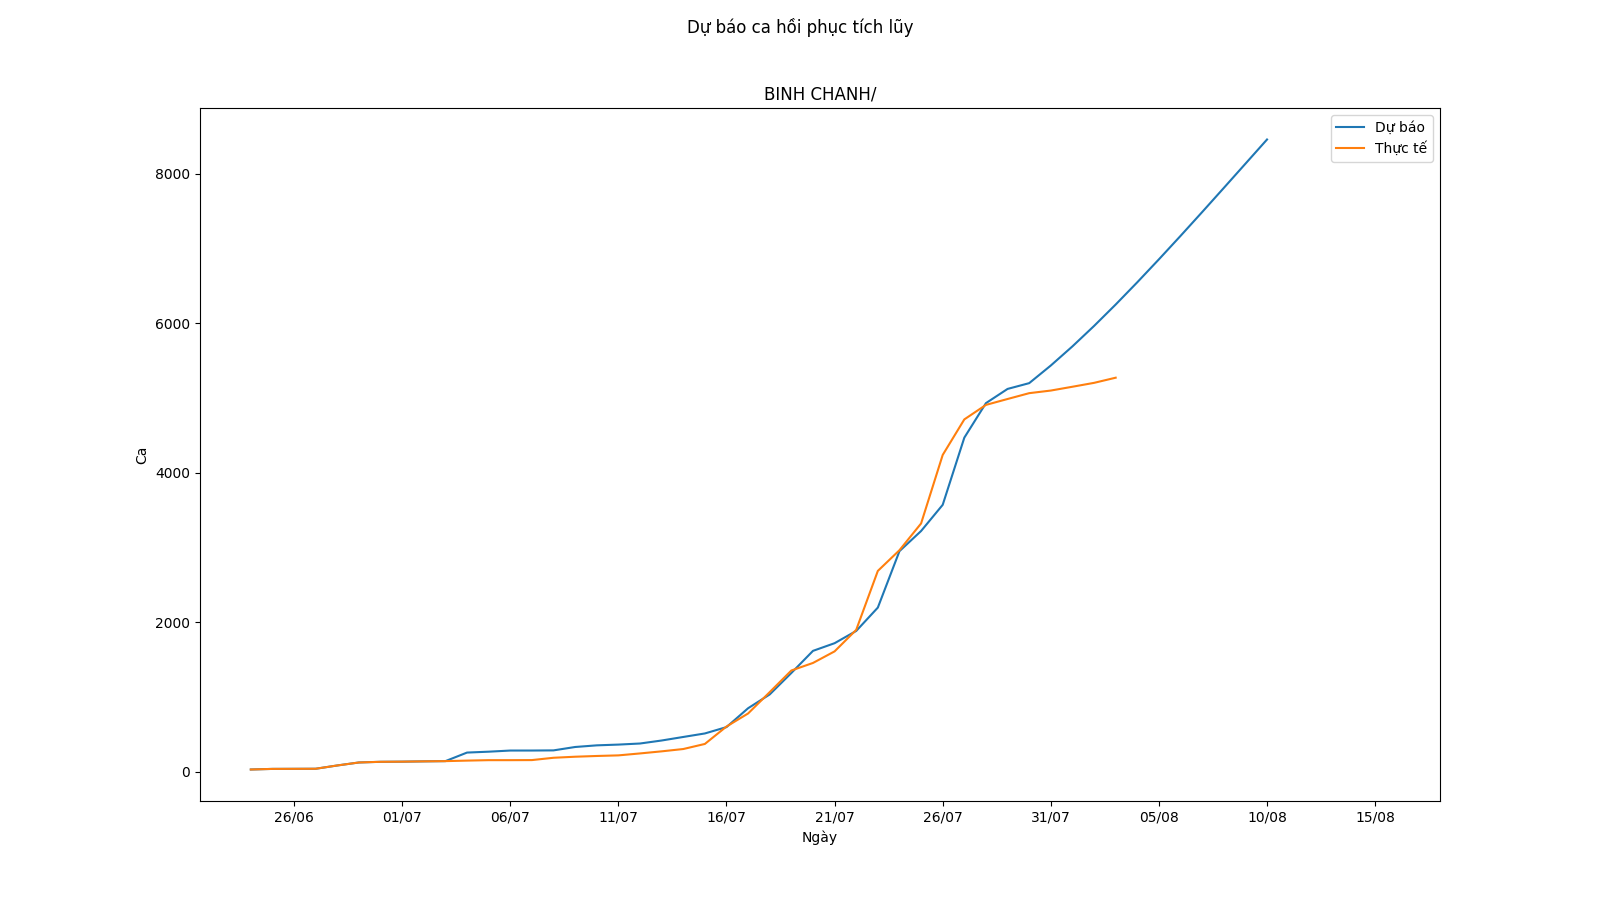 Dự báo ca hồi phục tích lũy
BINH CHANH/
Dự báo
Thực tế
8000
6000
4000
2000
0
Ca
26/06 01/07 06/07 11/07 16/07 21/07 26/07 31/07 05/08 10/08 15/08
Ngày